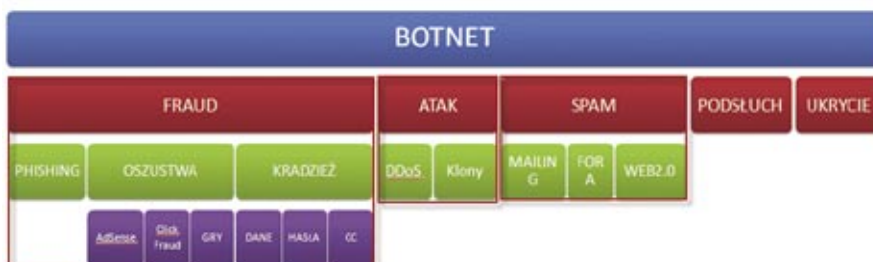 BOTNET
FRAUD
ATAK
SPAM
PODSŁUCH
UKRYCIE
PHISHING
OSZUSTWA
KRADZIEŻ
DDoS
Klony
MAILIN
G
FOR
A
WEB2.0
AdSense
Click
Fraud
GRY
DANE
HASŁA
CC